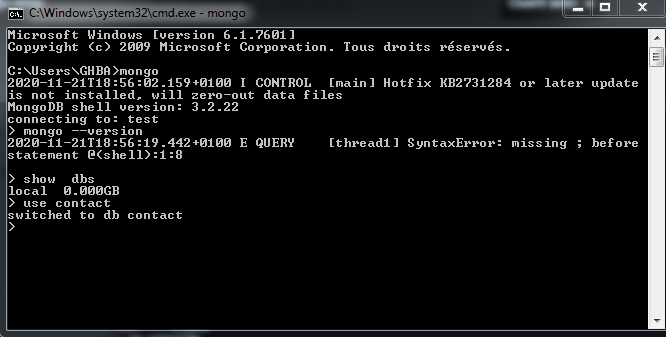 C:\Windows\system32\cmd.exe - mongo
Microsoft Windows [version 6.1.7601]
Copyright (c) 2009 Microsoft Corporation. Tous droits réservés.
C:\Users\GHBA>mongo
2020-11-21T18:56:02.159+0100 I CONTROL  [main] Hotfix KB2731284 or later update
is not installed, will zero-out data files
MongoDB shell version: 3.2.22
connecting to: test
> mongo --version
2020-11-21T18:56:19.442+0100 E QUERY    [thread1] SyntaxError: missing ; before
statement @(shell):1:8
> show  dbs
local  0.000GB
> use contact
switched to db contact
>